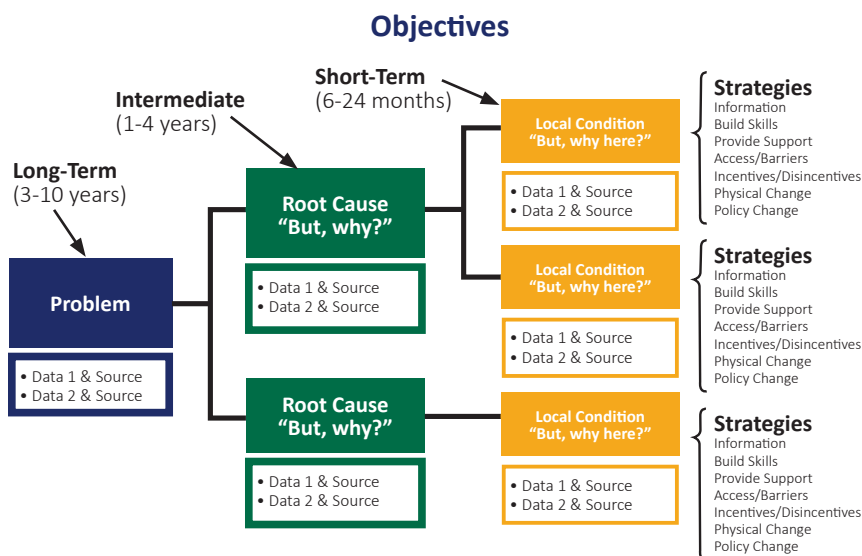 Objectives
Long-Term
(3-10 years)
Problem
• Data 1 & Source
• Data 2 & Source
Intermediate
(1-4 years)
Root Cause
“But, why?”
• Data 1 & Source
• Data 2 & Source
Root Cause
“But, why?”
• Data 1 & Source
• Data 2 & Source
Short-Term
(6-24 months)
Local Condition
“But, why here?”
• Data 1 & Source
• Data 2 & Source
Local Condition
“But, why here?”
• Data 1 & Source
• Data 2 & Source
Local Condition
“But, why here?”
• Data 1 & Source
• Data 2 & Source
Strategies
Information
Build Skills
Provide Support
Access/Barriers
Incentives/Disincentives
Physical Change
Policy Change
Strategies
Information
Build Skills
Provide Support
Access/Barriers
Incentives/Disincentives
Physical Change
Policy Change
Strategies
Information
Build Skills
Provide Support
Access/Barriers
Incentives/Disincentives
Physical Change
Policy Change